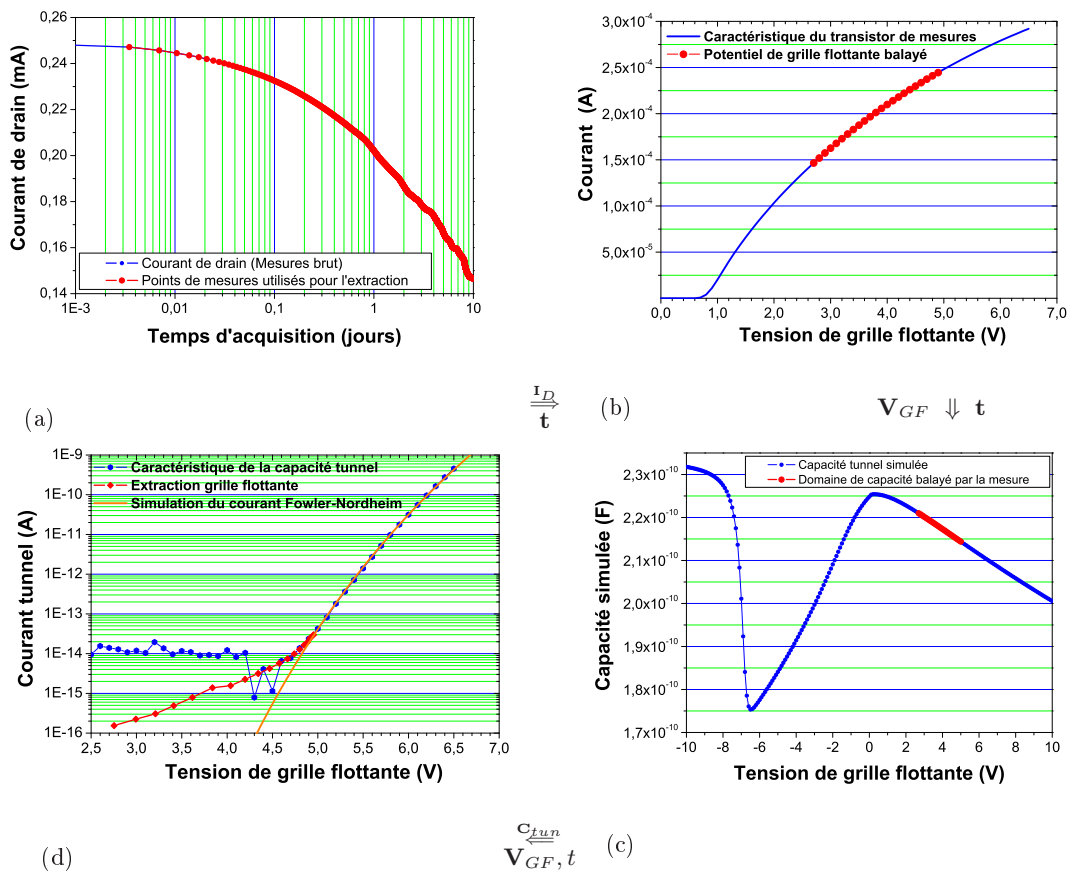 0,26
0,24
0,22
0,20
0,18
0,16
0,14
Courant de drain (mA)
Courant de drain (Mesures brut)
Points de mesures utilisés pour l'extraction
1E-3 0,01 0,1 1 10
Temps d'acquisition (jours)
(a)
3,0x10⁻⁴
2,5x10⁻⁴
2,0x10⁻⁴
1,5x10⁻⁴
1,0x10⁻⁴
5,0x10⁻⁵
Courant (A)
Caractéristique du transistor de mesures
Potentiel de grille flottante balayé
0,0 1,0 2,0 3,0 4,0 5,0 6,0 7,0
Tension de grille flottante (V)
I_D
⇒
t
(b)
V_GF ⇓ t
1E-9
1E-10
1E-11
1E-12
1E-13
1E-14
1E-15
1E-16
Courant tunnel (A)
Caractéristique de la capacité tunnel
Extraction grille flottante
Simulation du courant Fowler-Nordheim
2,5 3,0 3,5 4,0 4,5 5,0 5,5 6,0 6,5 7,0
Tension de grille flottante (V)
(d)
2,3x10⁻¹⁰
2,2x10⁻¹⁰
2,1x10⁻¹⁰
2,0x10⁻¹⁰
1,9x10⁻¹⁰
1,8x10⁻¹⁰
1,7x10⁻¹⁰
Capacité simulée (F)
Capacité tunnel simulée
Domaine de capacité balayé par la mesure
-10 -8 -6 -4 -2 0 2 4 6 8 10
Tension de grille flottante (V)
C_tun
⇐
V_GF, t
(c)